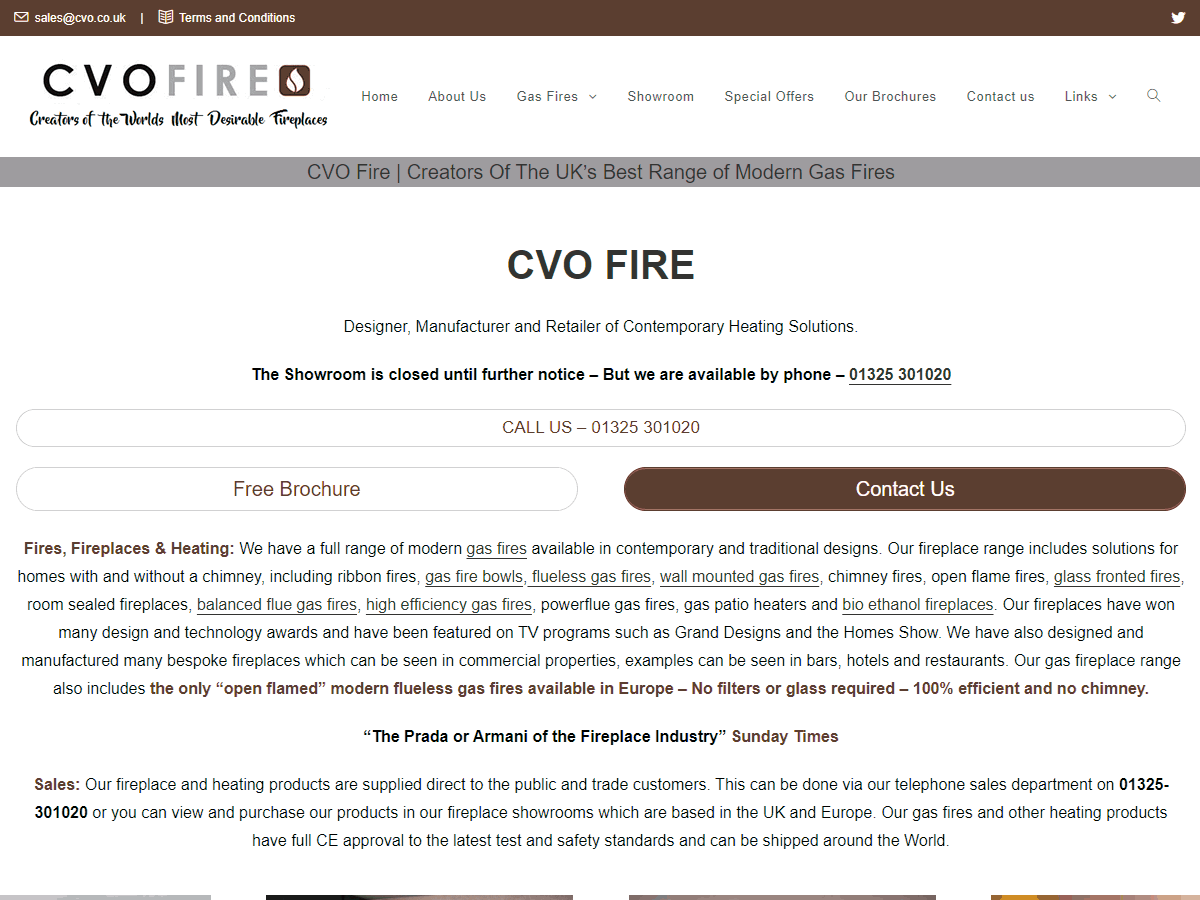 sales@cvo.co.uk | Terms and Conditions
CVOFIRE
Creators of the Worlds Most Desirable Fireplaces
Home About Us Gas Fires Showroom Special Offers Our Brochures Contact us Links
CVO Fire | Creators Of The UK’s Best Range of Modern Gas Fires
CVO FIRE
Designer, Manufacturer and Retailer of Contemporary Heating Solutions.
The Showroom is closed until further notice – But we are available by phone – 01325 301020
CALL US – 01325 301020
Free Brochure
Contact Us
Fires, Fireplaces & Heating: We have a full range of modern gas fires available in contemporary and traditional designs. Our fireplace range includes solutions for
homes with and without a chimney, including ribbon fires, gas fire bowls, flueless gas fires, wall mounted gas fires, chimney fires, open flame fires, glass fronted fires,
room sealed fireplaces, balanced flue gas fires, high efficiency gas fires, powerflue gas fires, gas patio heaters and bio ethanol fireplaces. Our fireplaces have won
many design and technology awards and have been featured on TV programs such as Grand Designs and the Homes Show. We have also designed and
manufactured many bespoke fireplaces which can be seen in commercial properties, examples can be seen in bars, hotels and restaurants. Our gas fireplace range
also includes the only “open flamed” modern flueless gas fires available in Europe – No filters or glass required – 100% efficient and no chimney.
“The Prada or Armani of the Fireplace Industry” Sunday Times
Sales: Our fireplace and heating products are supplied direct to the public and trade customers. This can be done via our telephone sales department on 01325-
301020 or you can view and purchase our products in our fireplace showrooms which are based in the UK and Europe. Our gas fires and other heating products
have full CE approval to the latest test and safety standards and can be shipped around the World.